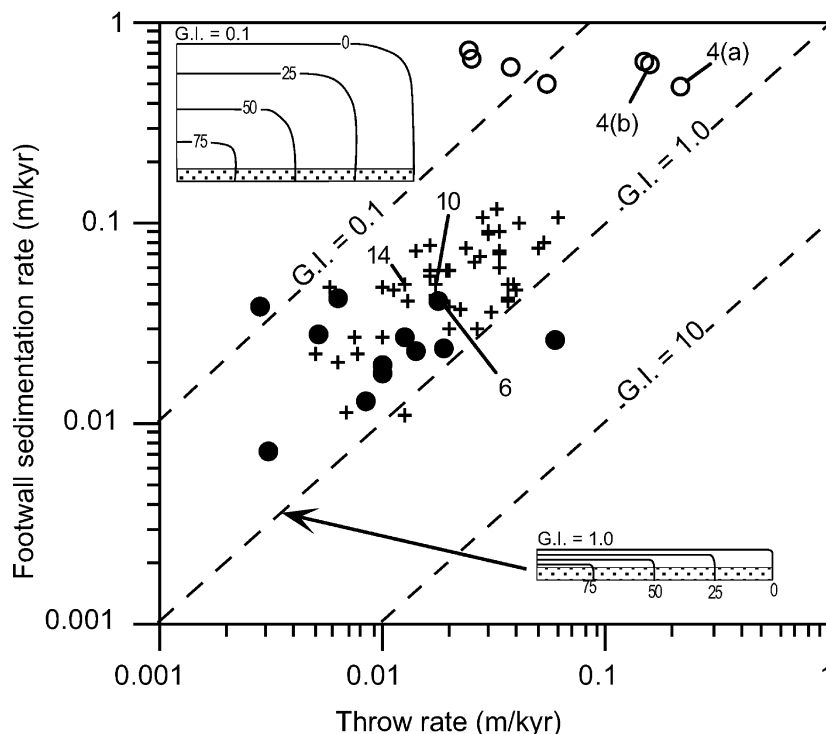 1
G.I. = 0.1
0
25
50
75
4(a)
4(b)
G.I. = 1.0
0.1
10
G.I. = 0.1
14
G.I. = 10
6
0.01
G.I. = 1.0
75
50
25
0
0.001
0.001
0.01
0.1
1
Footwall sedimentation rate (m/kyr)
Throw rate (m/kyr)